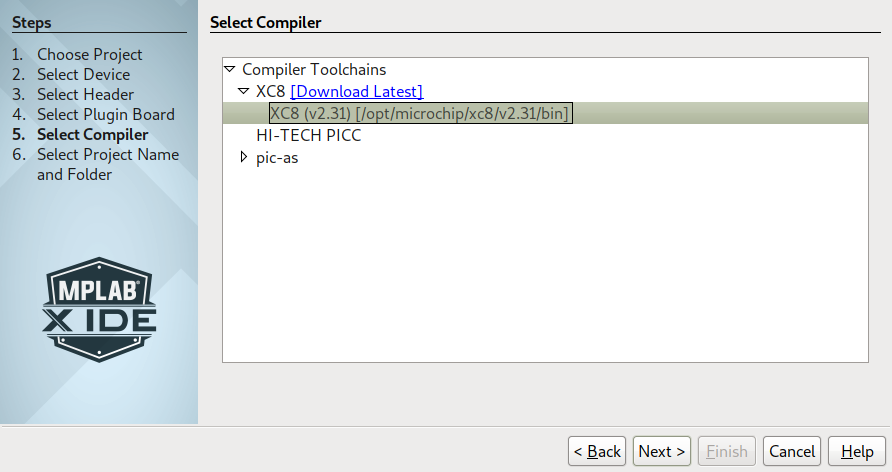 Steps
1. Choose Project
2. Select Device
3. Select Header
4. Select Plugin Board
5. Select Compiler
6. Select Project Name
and Folder
MPLAB®
X IDE
Select Compiler
Compiler Toolchains
XC8 [Download Latest]
XC8 (v2.31) [/opt/microchip/xc8/v2.31/bin]
HI-TECH PICC
pic-as
< Back Next > Finish Cancel Help